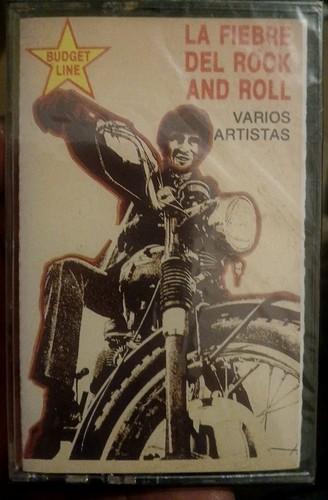 BUDGET
LINE
LA FIEBRE
DEL ROCK
AND ROLL
VARIOS
ARTISTAS